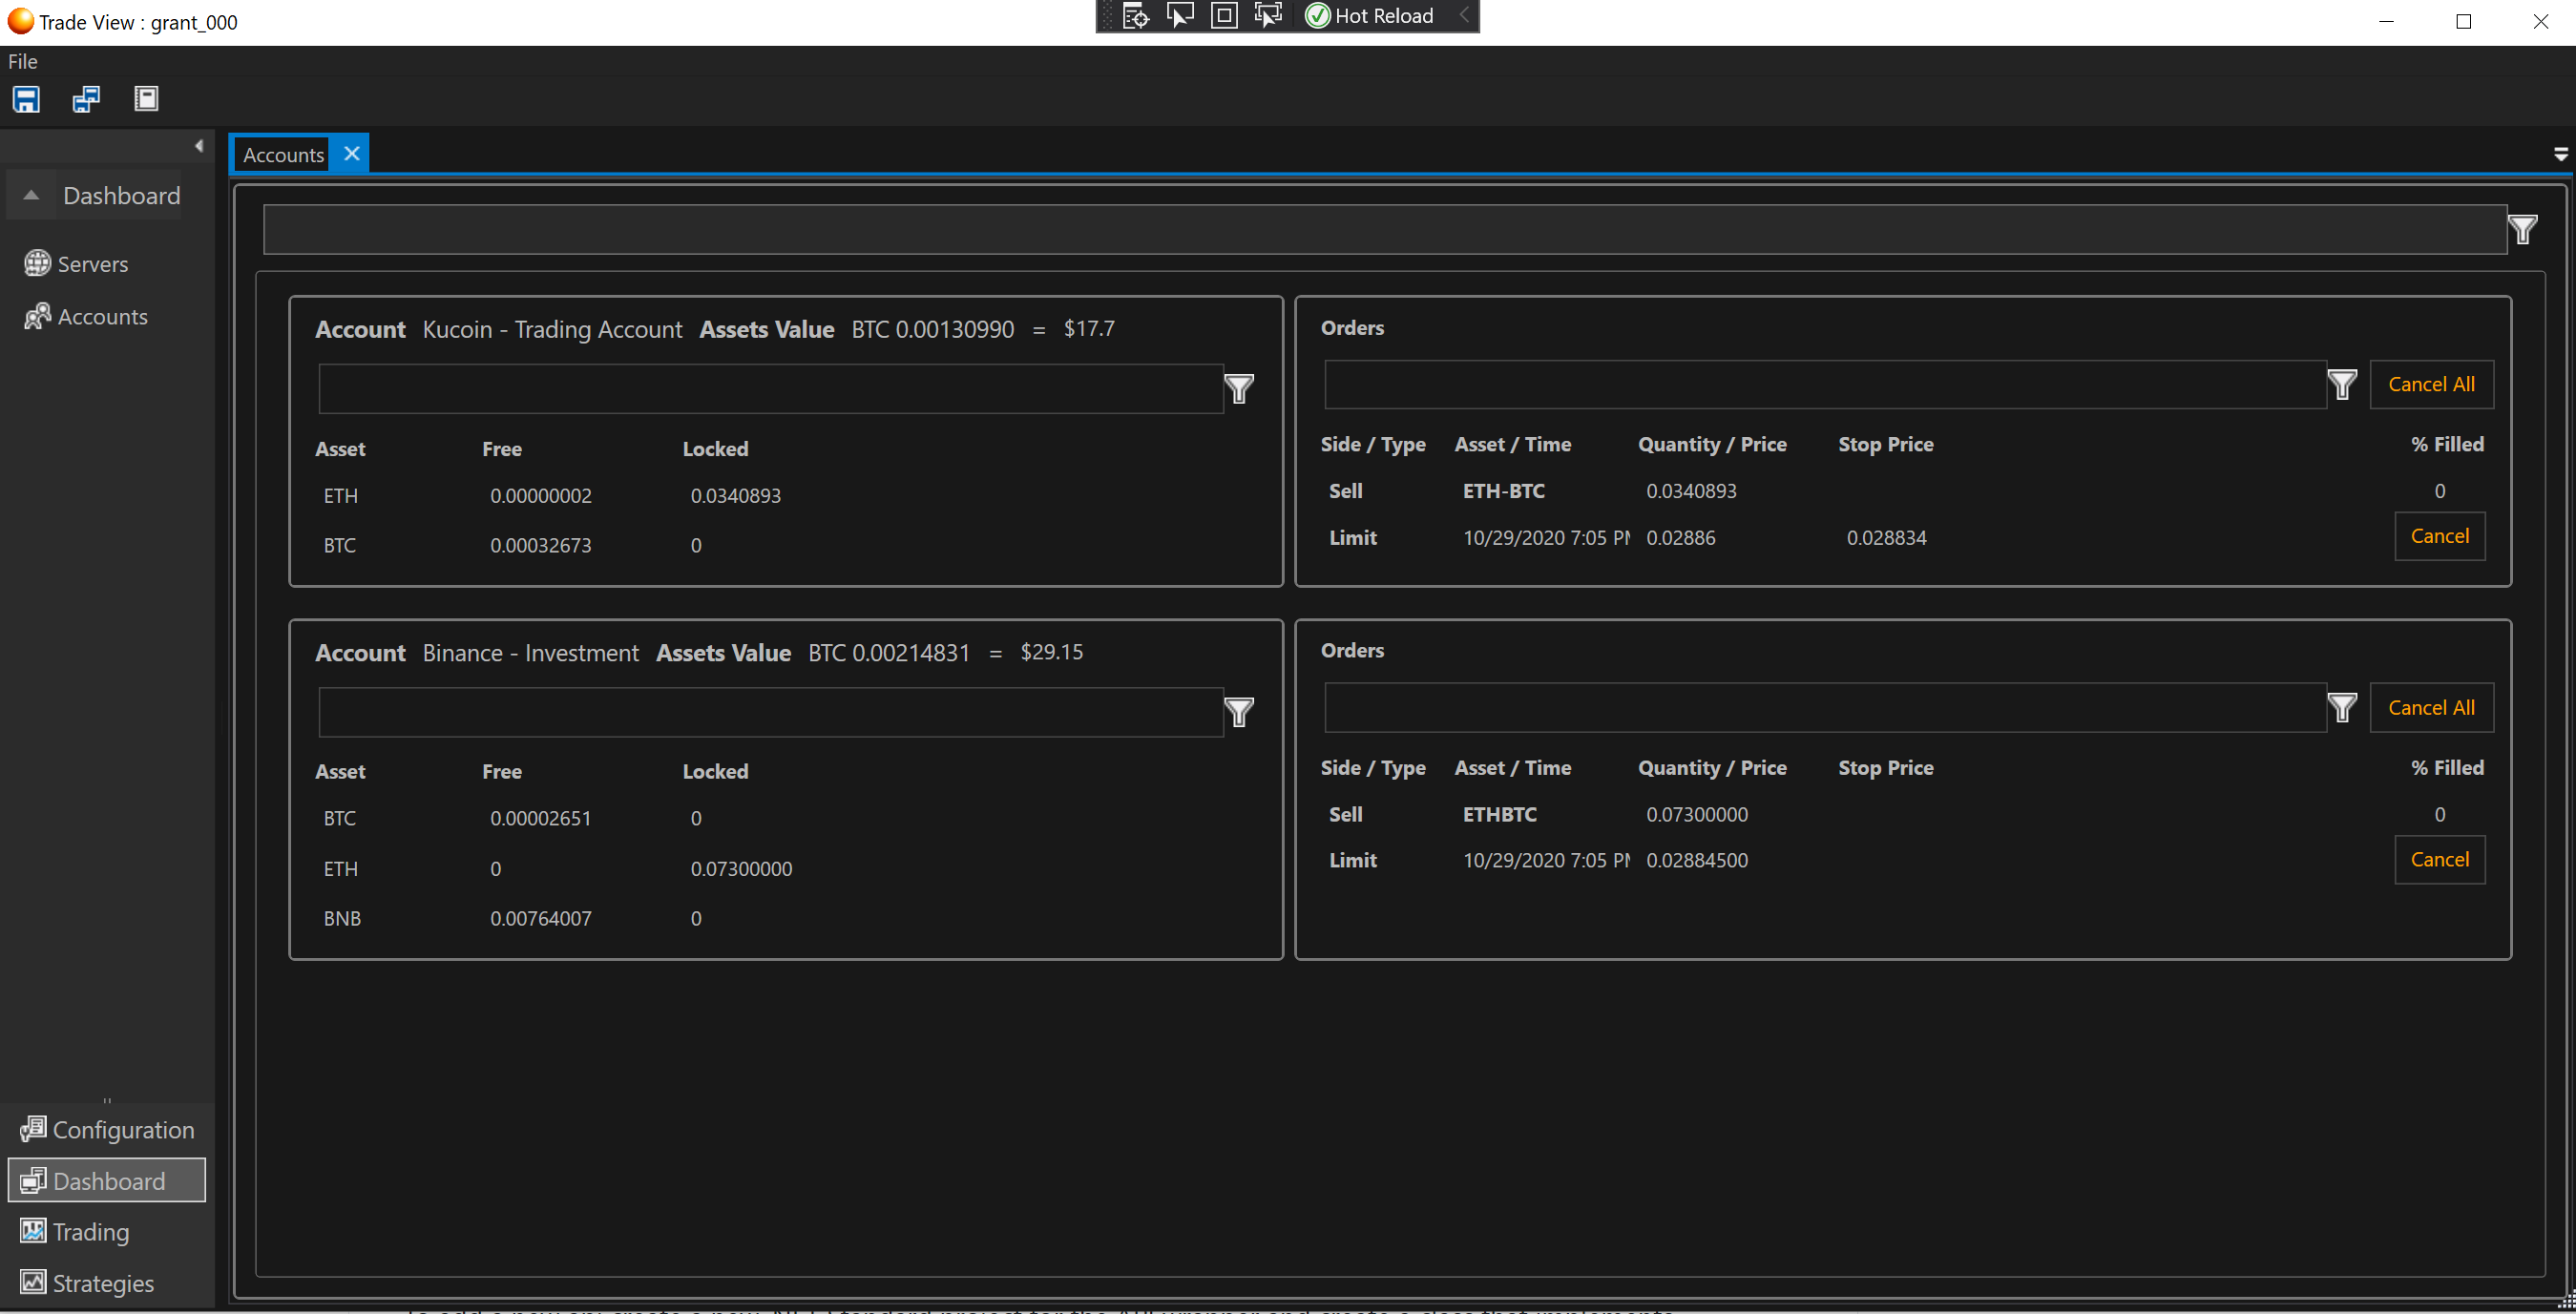 Trade View : grant_000
Hot Reload
File
Accounts
Dashboard
Servers
Accounts
Account Kucoin - Trading Account Assets Value BTC 0.00130990 = $17.7
Asset Free Locked
ETH 0.00000002 0.0340893
BTC 0.00032673 0
Orders
Cancel All
Side / Type Asset / Time Quantity / Price Stop Price % Filled
Sell ETH-BTC 0.0340893 0
Limit 10/29/2020 7:05 PM 0.02886 0.028834 Cancel
Account Binance - Investment Assets Value BTC 0.00214831 = $29.15
Asset Free Locked
BTC 0.00002651 0
ETH 0 0.07300000
BNB 0.00764007 0
Orders
Cancel All
Side / Type Asset / Time Quantity / Price Stop Price % Filled
Sell ETHBTC 0.07300000 0
Limit 10/29/2020 7:05 PM 0.02884500 Cancel
Configuration
Dashboard
Trading
Strategies